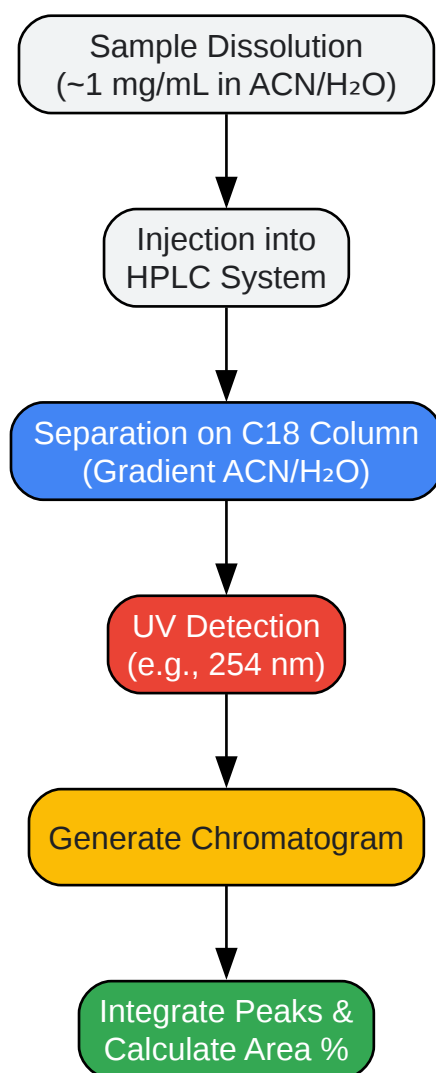 Sample Dissolution
(~1 mg/mL in ACN/H₂O)
Injection into
HPLC System
Separation on C18 Column
(Gradient ACN/H₂O)
UV Detection
(e.g., 254 nm)
Generate Chromatogram
Integrate Peaks &
Calculate Area %